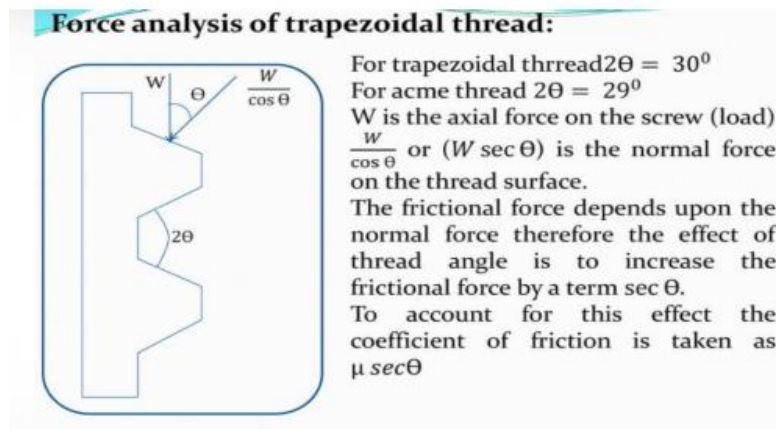 Force analysis of trapezoidal thread:
W
θ
W
cos θ
2θ
For trapezoidal thrread2θ = 30⁰
For acme thread 2θ = 29⁰
W is the axial force on the screw (load)
W
cos θ
or (W sec θ) is the normal force
on the thread surface.
The frictional force depends upon the
normal force therefore the effect of
thread angle is to increase the
frictional force by a term sec θ.
To account for this effect the
coefficient of friction is taken as
μ secθ